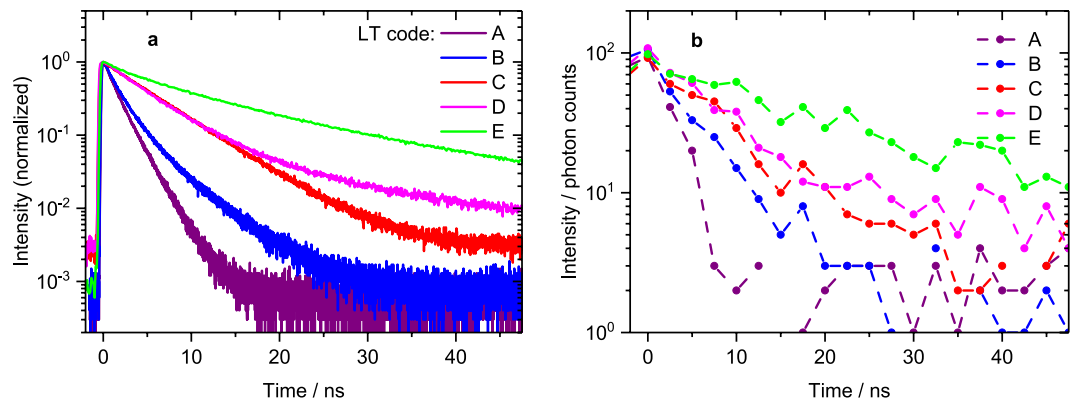 a
LT code: A
B
C
D
E
10⁰
10⁻¹
10⁻²
10⁻³
Intensity (normalized)
0 10 20 30 40
Time / ns
b
A
B
C
D
E
10²
10¹
10⁰
Intensity / photon counts
0 10 20 30 40
Time / ns